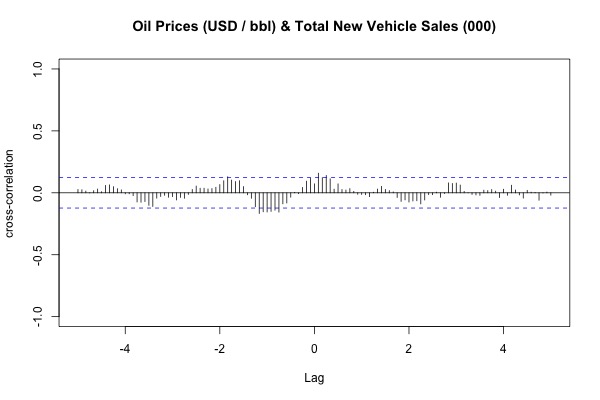 Oil Prices (USD / bbl) & Total New Vehicle Sales (000)
cross-correlation
1.0
0.5
0.0
-0.5
-1.0
-4 -2 0 2 4
Lag